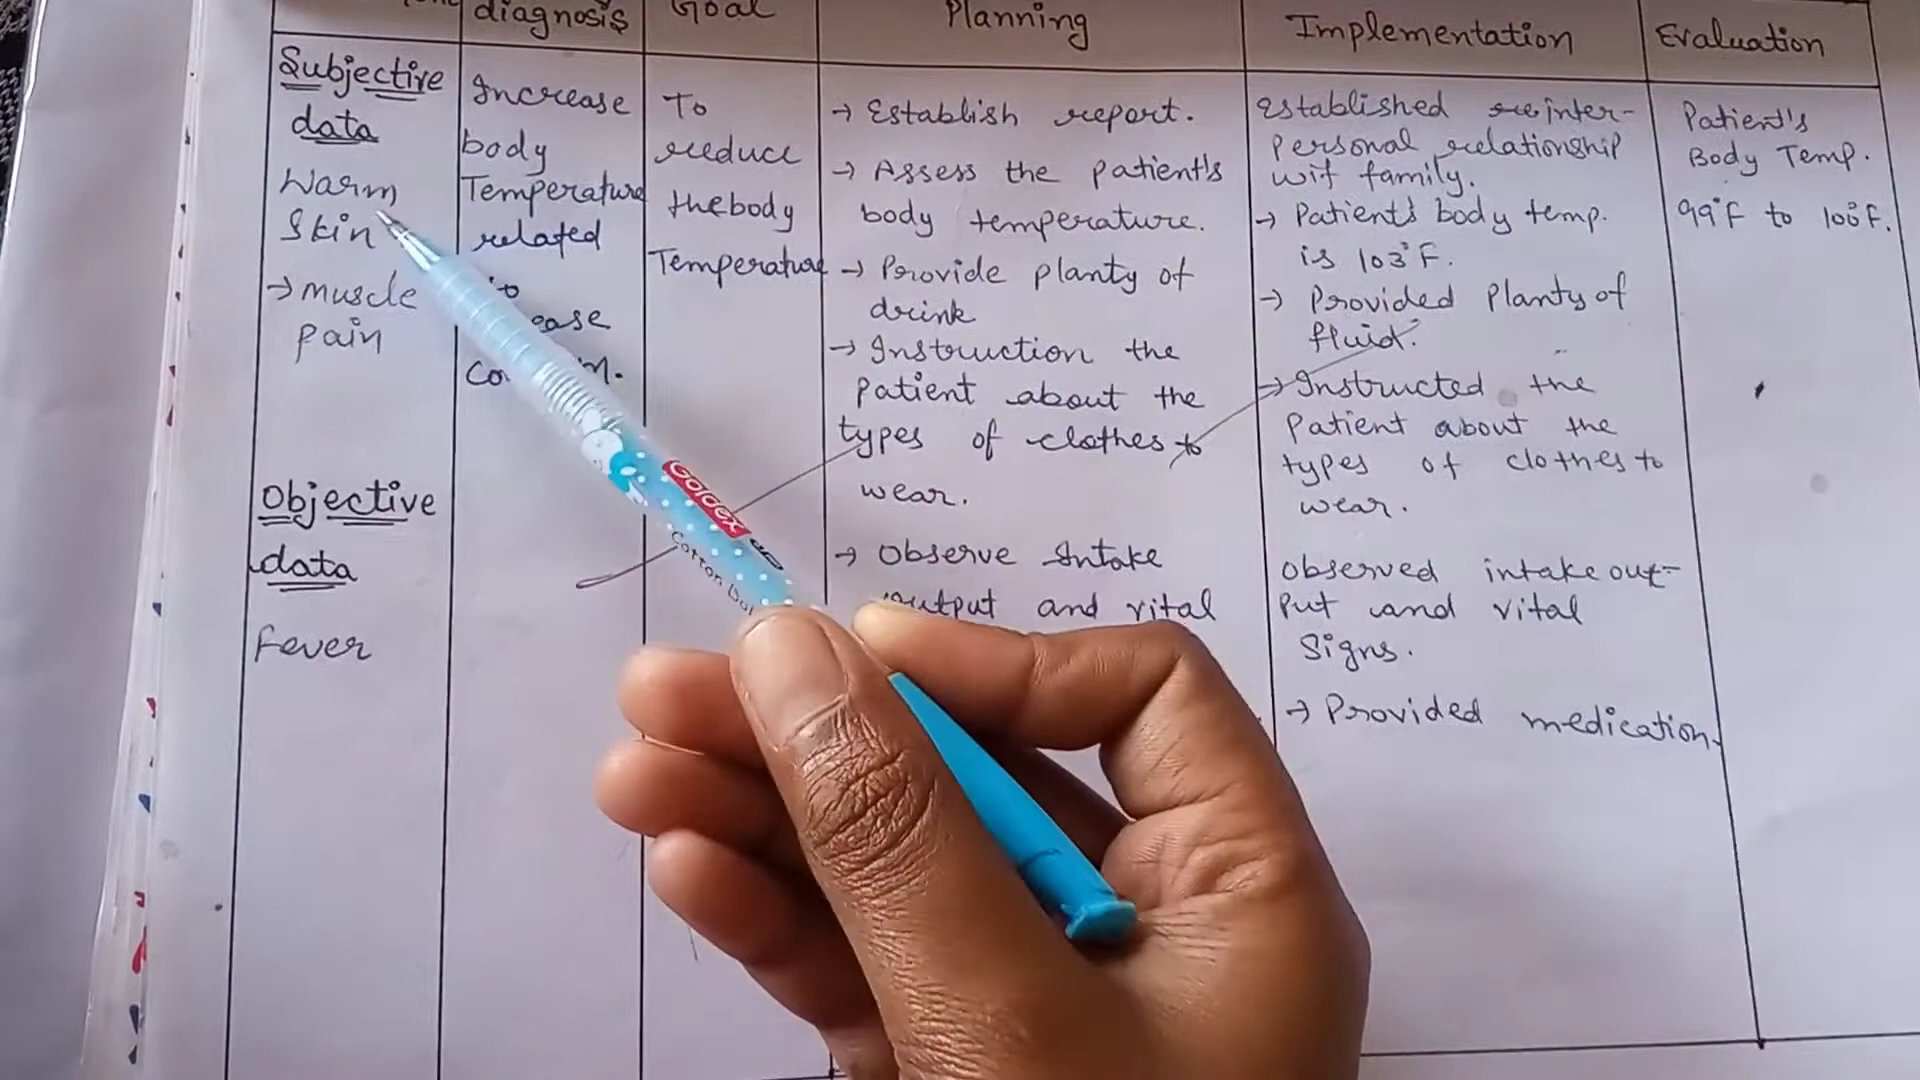 diagnosis
Goal
Planning
Implementation
Evaluation
Subjective
data
Warm
Skin
→ muscle
pain
Objective
data
Fever
Increase
body
Temperature
related
To
reduce
the body
Temperature
→ Establish report.
→ Assess the patient's
body temperature.
→ Provide planty of
drink
→ Instruction the
patient about the
types of clothes to
wear.
→ Observe Intake
output and vital
Established inter-
personal relationship
wit family.
→ Patient's body temp.
is 103°F.
→ Provided planty of
fluid.
→ Instructed the
patient about the
types of clothes to
wear.
Observed intake out-
put and vital
Signs.
→ Provided medication.
Patient's
Body Temp.
99°F to 100°F.
Goldex
Cotton